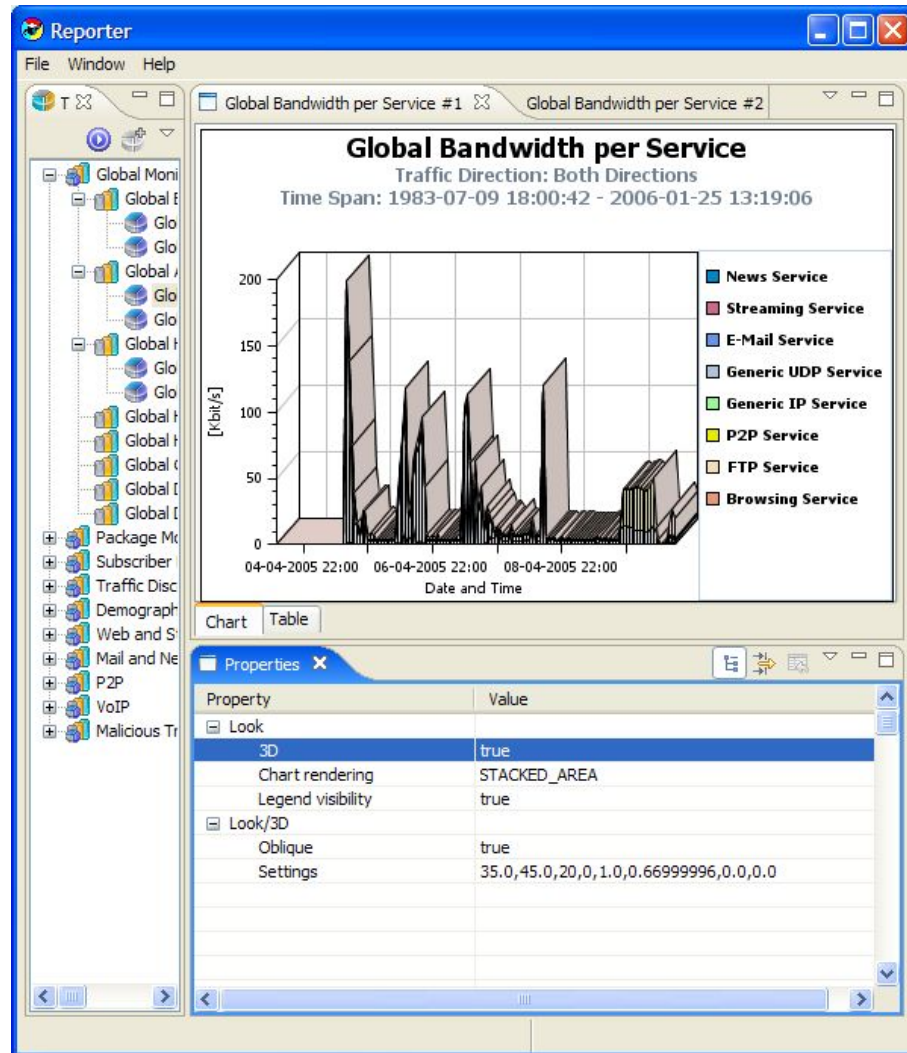 Reporter
File Window Help
T
Global Bandwidth per Service #1
Global Bandwidth per Service #2
Global Moni
Global
Glo
Glo
Global
Glo
Glo
Global
Glo
Glo
Global
Global
Global
Global
Global
Package Mo
Subscriber
Traffic Disc
Demograph
Web and S
Mail and Ne
P2P
VoIP
Malicious Tr
Global Bandwidth per Service
Traffic Direction: Both Directions
Time Span: 1983-07-09 18:00:42 - 2006-01-25 13:19:06
200
150
100
50
0
[Kbit/s]
04-04-2005 22:00 06-04-2005 22:00 08-04-2005 22:00
Date and Time
News Service
Streaming Service
E-Mail Service
Generic UDP Service
Generic IP Service
P2P Service
FTP Service
Browsing Service
Chart Table
Properties
Property Value
Look
3D true
Chart rendering STACKED_AREA
Legend visibility true
Look/3D
Oblique true
Settings 35.0,45.0,20,0,1.0,0.66999996,0.0,0.0